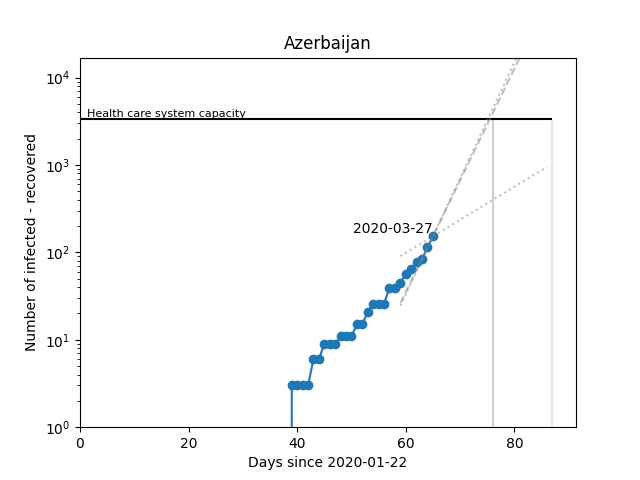 Azerbaijan
Number of infected - recovered
10⁴
10³
10²
10¹
10⁰
Health care system capacity
2020-03-27
0 20 40 60 80
Days since 2020-01-22